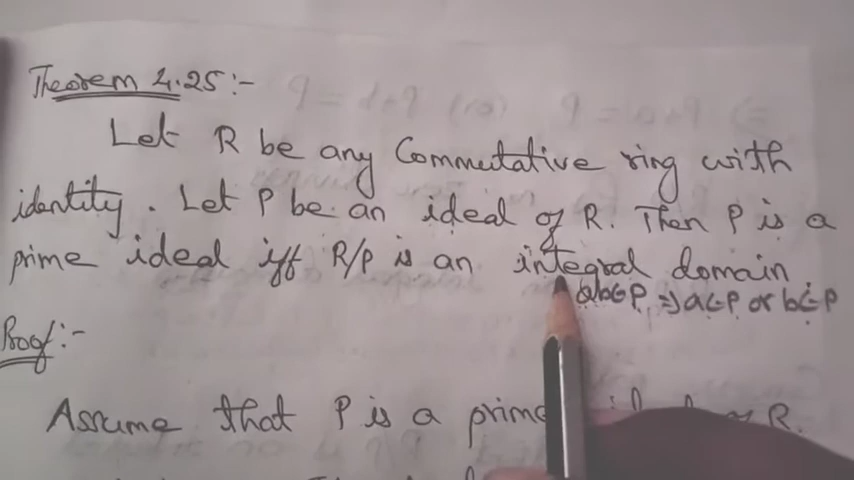 Theorem 4.25:-
Let R be any Commutative ring with
identity. Let P be an ideal of R. Then P is a
prime ideal iff R/P is an integral domain
ab∈P ⇒ a∈P or b∈P
Proof:-
Assume that P is a prime R.